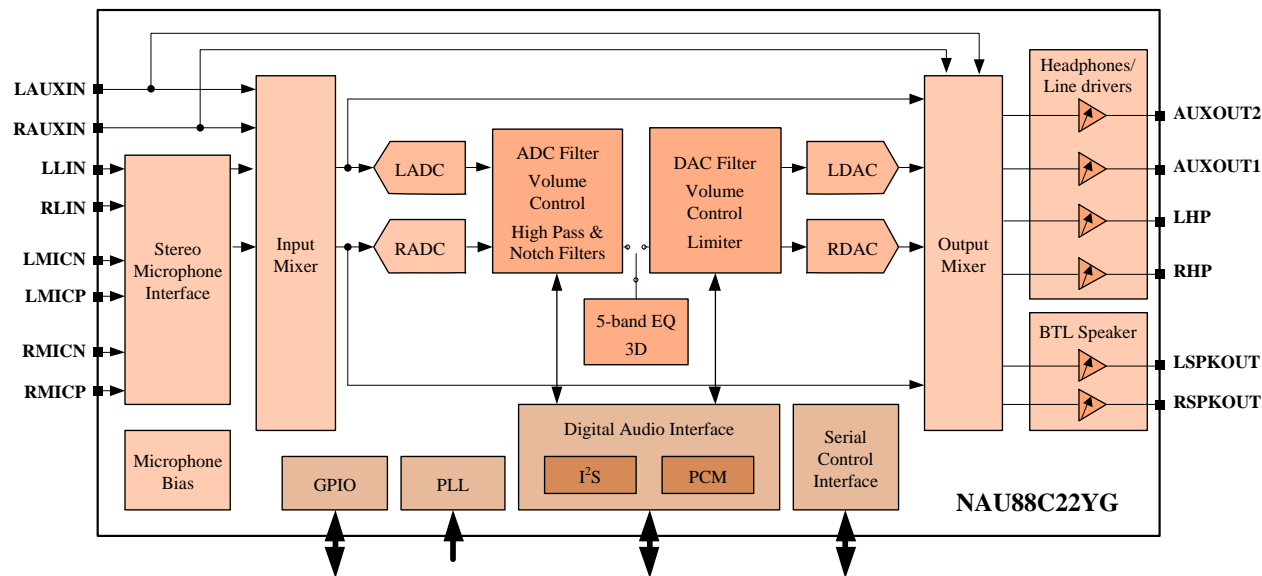 LAUXIN
RAUXIN
LLIN
RLIN
LMICN
LMICP
RMICN
RMICP
Stereo
Microphone
Interface
Microphone
Bias
Input
Mixer
LADC
RADC
ADC Filter
Volume
Control
High Pass &
Notch Filters
DAC Filter
Volume
Control
Limiter
5-band EQ
3D
LDAC
RDAC
Output
Mixer
Headphones/
Line drivers
BTL Speaker
AUXOUT2
AUXOUT1
LHP
RHP
LSPKOUT
RSPKOUT
GPIO
PLL
Digital Audio Interface
I²S
PCM
Serial
Control
Interface
NAU88C22YG